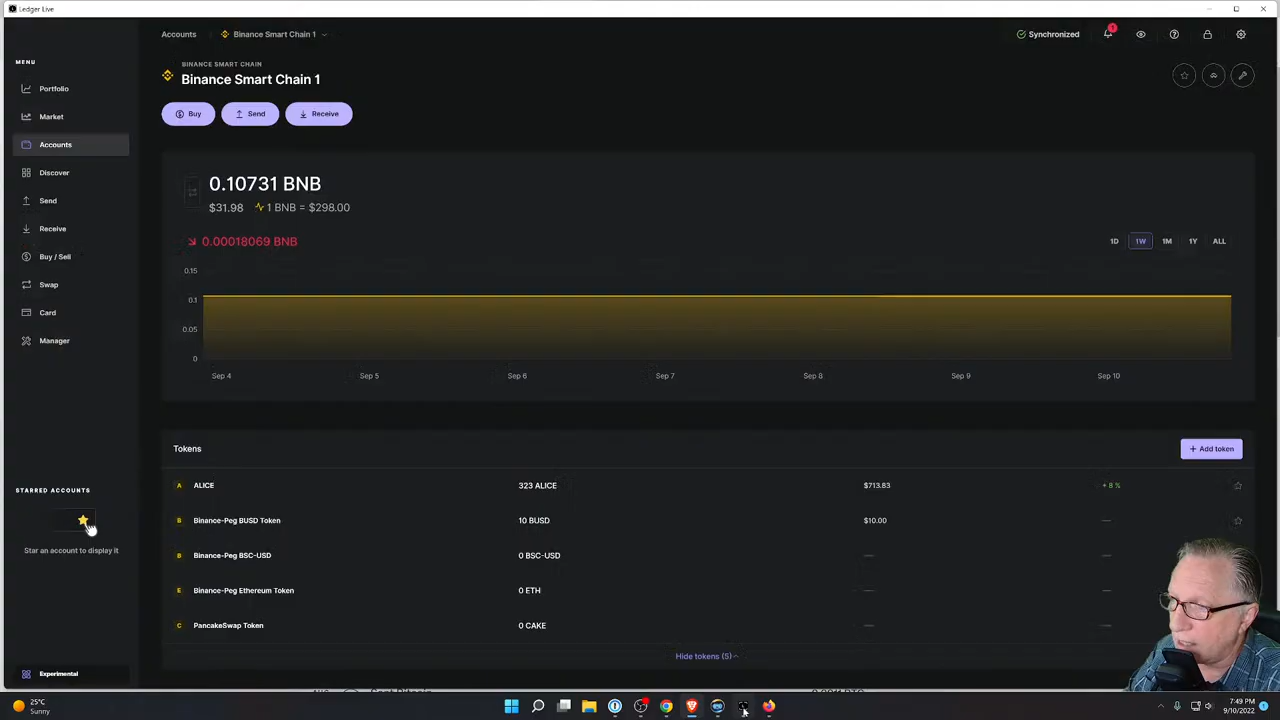 Ledger Live
Accounts
Binance Smart Chain 1
Synchronized
1
MENU
Portfolio
Market
Accounts
Discover
Send
Receive
Buy / Sell
Swap
Card
Manager
STARRED ACCOUNTS
Star an account to display it
Experimental
BINANCE SMART CHAIN
Binance Smart Chain 1
Buy
Send
Receive
0.10731 BNB
$31.98 1 BNB = $298.00
0.00018069 BNB
1D 1W 1M 1Y ALL
0.15
0.1
0.05
0
Sep 4 Sep 5 Sep 6 Sep 7 Sep 8 Sep 9 Sep 10
Tokens
+ Add token
A ALICE 323 ALICE $713.83 + 8 %
B Binance-Peg BUSD Token 10 BUSD $10.00 —
B Binance-Peg BSC-USD 0 BSC-USD — —
E Binance-Peg Ethereum Token 0 ETH — —
C PancakeSwap Token 0 CAKE — —
Hide tokens (5)
25°C
Sunny
7:49 PM
9/10/2022